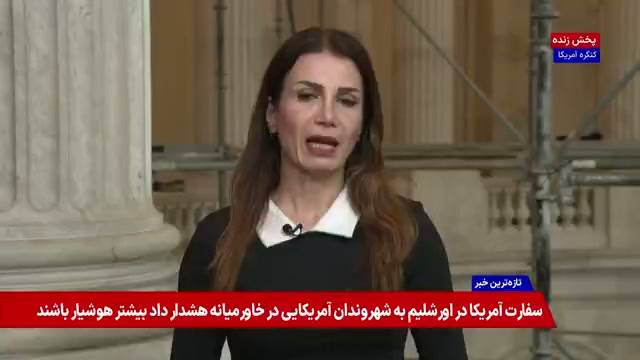 پخش زنده
کنگره آمریکا
تازه‌ترین خبر
سفارت آمریکا در اورشلیم به شهروندان آمریکایی در خاورمیانه هشدار داد بیشتر هوشیار باشند